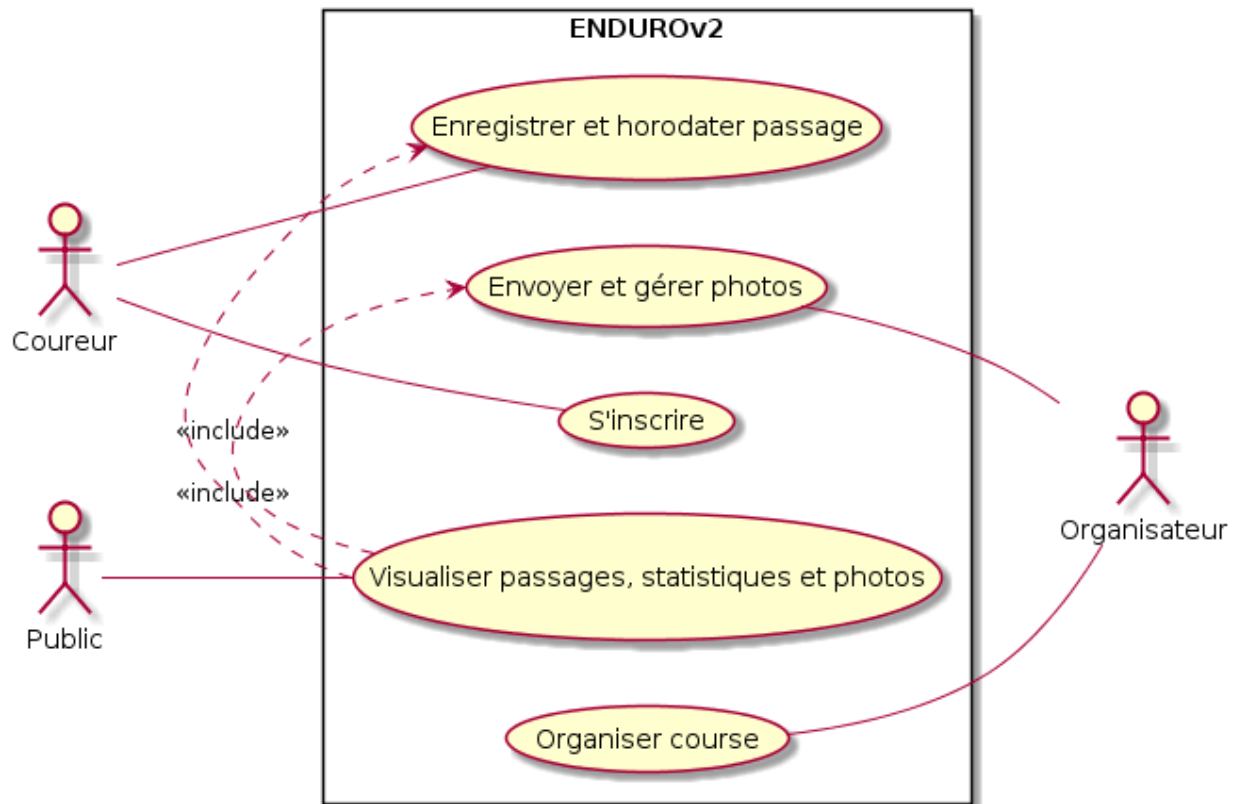 ENDUROv2
Enregistrer et horodater passage
Envoyer et gérer photos
Coureur
S'inscrire
«include»
«include»
Organisateur
Visualiser passages, statistiques et photos
Public
Organiser course